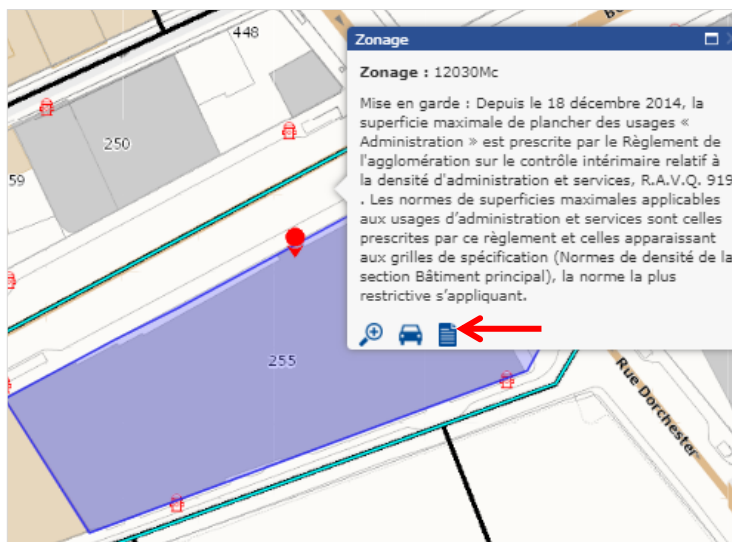 448
Bo
Zonage
Zonage : 12030Mc
Mise en garde : Depuis le 18 décembre 2014, la
superficie maximale de plancher des usages «
Administration » est prescrite par le Règlement de
l'agglomération sur le contrôle intérimaire relatif à
la densité d'administration et services, R.A.V.Q. 919
. Les normes de superficies maximales applicables
aux usages d’administration et services sont celles
prescrites par ce règlement et celles apparaissant
aux grilles de spécification (Normes de densité de la
section Bâtiment principal), la norme la plus
restrictive s’appliquant.
250
59
255
Rue Dorchester